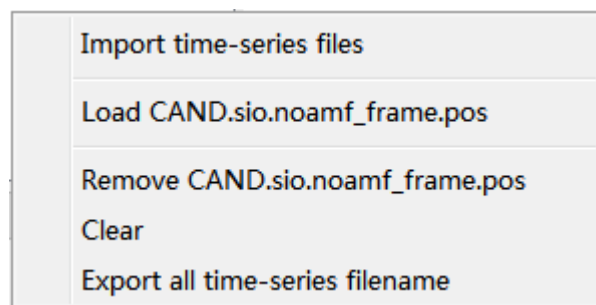 Import time-series files
Load CAND.sio.noamf_frame.pos
Remove CAND.sio.noamf_frame.pos
Clear
Export all time-series filename